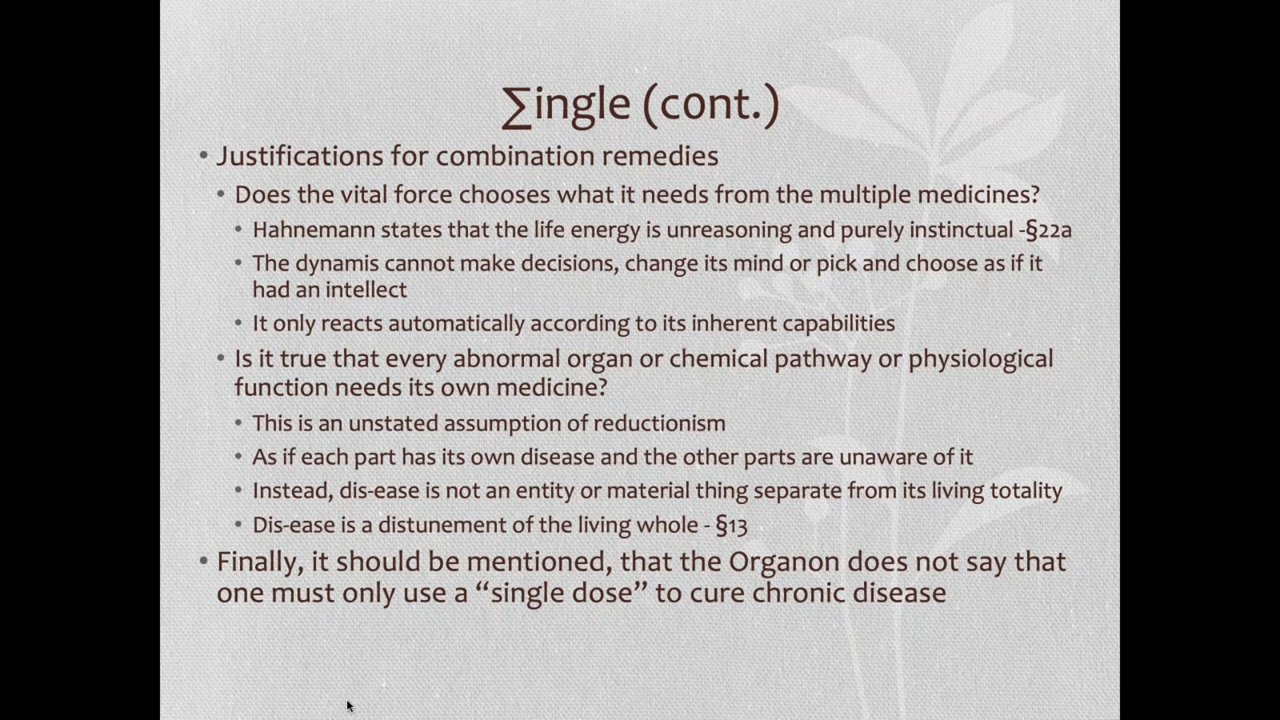 ∑ingle (cont.)
• Justifications for combination remedies
• Does the vital force chooses what it needs from the multiple medicines?
• Hahnemann states that the life energy is unreasoning and purely instinctual -§22a
• The dynamis cannot make decisions, change its mind or pick and choose as if it
had an intellect
• It only reacts automatically according to its inherent capabilities
• Is it true that every abnormal organ or chemical pathway or physiological
function needs its own medicine?
• This is an unstated assumption of reductionism
• As if each part has its own disease and the other parts are unaware of it
• Instead, dis-ease is not an entity or material thing separate from its living totality
• Dis-ease is a distunement of the living whole - §13
• Finally, it should be mentioned, that the Organon does not say that
one must only use a “single dose” to cure chronic disease